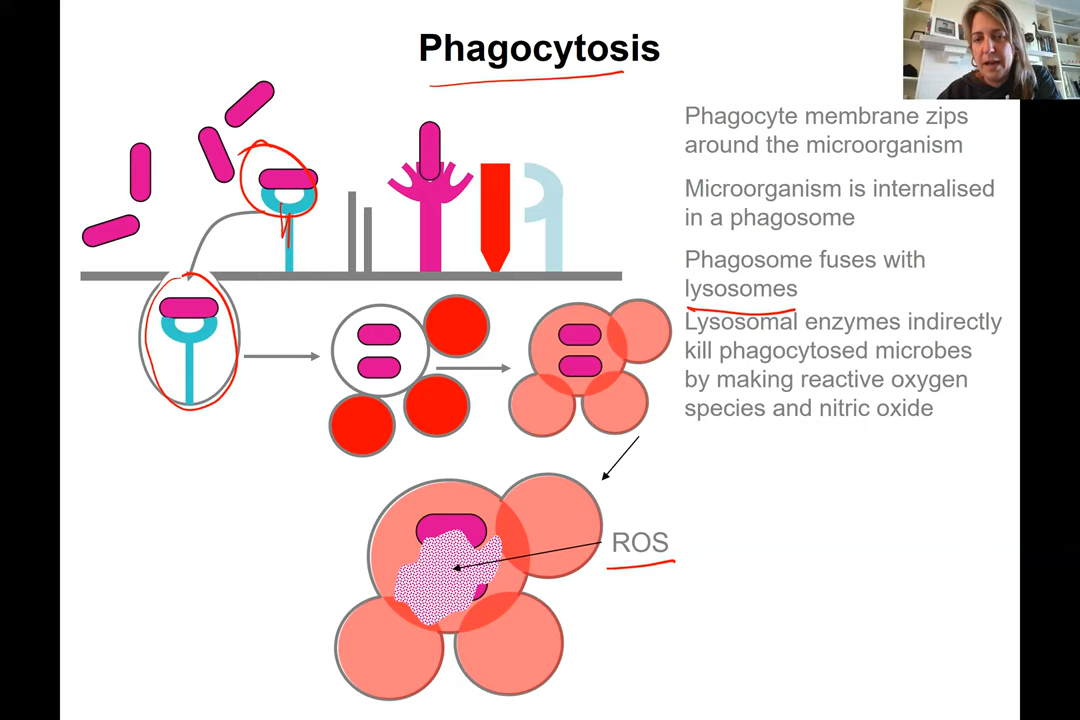 Phagocytosis
Phagocyte membrane zips
around the microorganism
Microorganism is internalised
in a phagosome
Phagosome fuses with
lysosomes
Lysosomal enzymes indirectly
kill phagocytosed microbes
by making reactive oxygen
species and nitric oxide
ROS